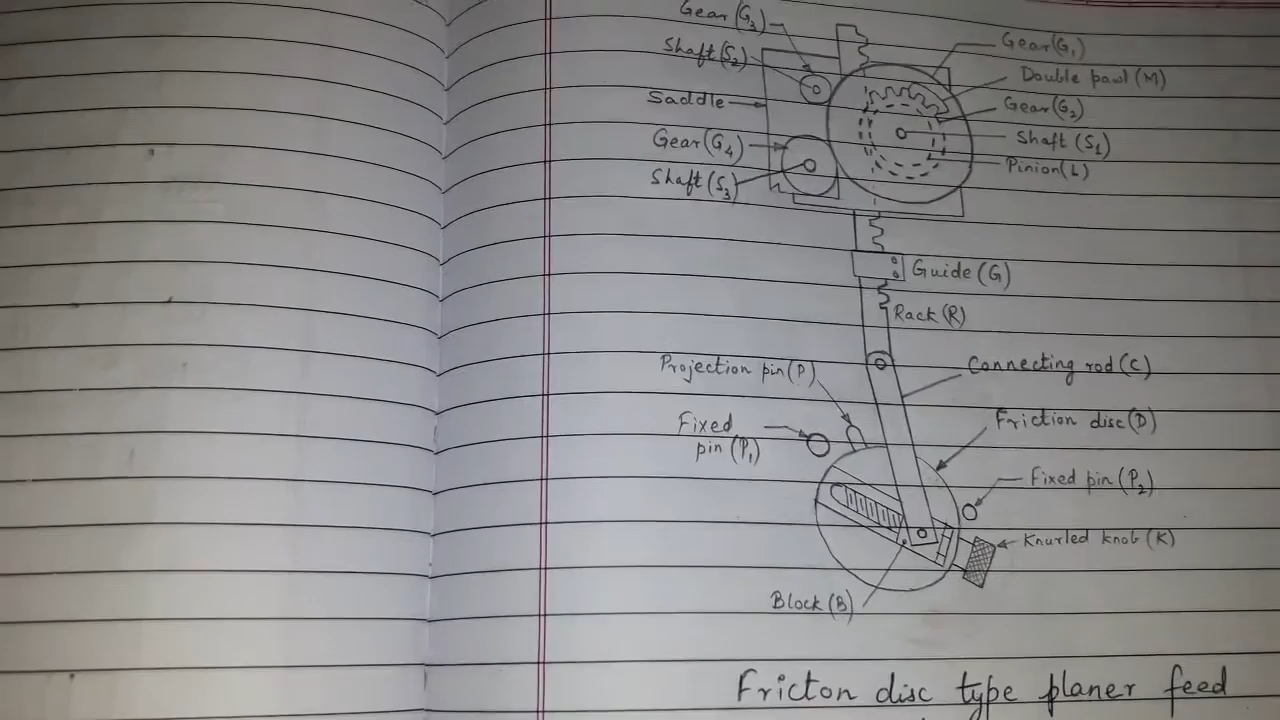 Gear(G3)
Shaft(S2)
Saddle
Gear(G4)
Shaft(S3)
Gear(G1)
Double pawl(M)
Gear(G2)
Shaft(S1)
Pinion(L)
Guide(G)
Rack(R)
Projection pin(P)
Connecting rod(C)
Fixed
pin(P1)
Friction disc(D)
Fixed pin(P2)
Knurled knob(K)
Block(B)
Fricton disc type planer feed